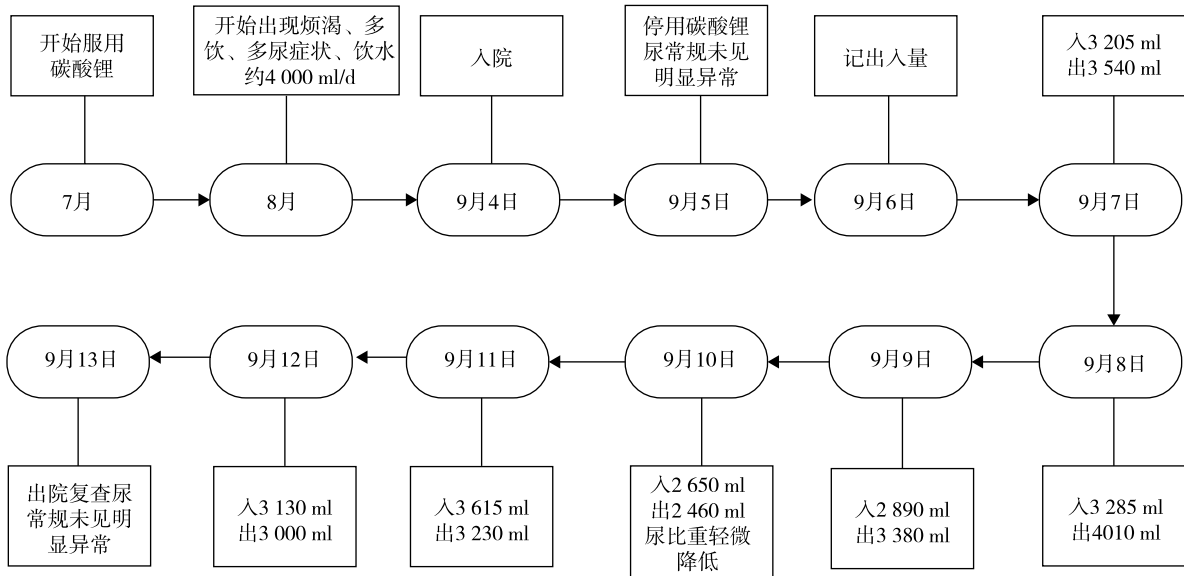 开始服用
碳酸锂
开始出现烦渴、多
饮、多尿症状、饮水
约4 000 ml/d
入院
停用碳酸锂
尿常规未见
明显异常
记出入量
入3 205 ml
出3 540 ml
7月
8月
9月4日
9月5日
9月6日
9月7日
9月13日
9月12日
9月11日
9月10日
9月9日
9月8日
出院复查尿
常规未见明
显异常
入3 130 ml
出3 000 ml
入3 615 ml
出3 230 ml
入2 650 ml
出2 460 ml
尿比重轻微
降低
入2 890 ml
出3 380 ml
入3 285 ml
出4010 ml